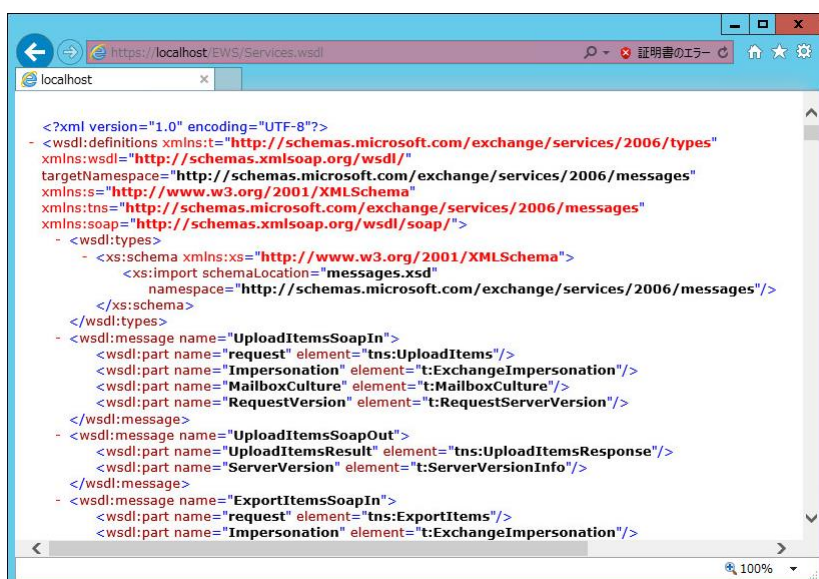 https://localhost/EWS/Services.wsdl
証明書のエラー
localhost
<?xml version="1.0" encoding="UTF-8"?>
- <wsdl:definitions xmlns:t="http://schemas.microsoft.com/exchange/services/2006/types"
xmlns:wsdl="http://schemas.xmlsoap.org/wsdl/"
targetNamespace="http://schemas.microsoft.com/exchange/services/2006/messages"
xmlns:s="http://www.w3.org/2001/XMLSchema"
xmlns:tns="http://schemas.microsoft.com/exchange/services/2006/messages"
xmlns:soap="http://schemas.xmlsoap.org/wsdl/soap/">
- <wsdl:types>
- <xs:schema xmlns:xs="http://www.w3.org/2001/XMLSchema">
<xs:import schemaLocation="messages.xsd"
namespace="http://schemas.microsoft.com/exchange/services/2006/messages"/>
</xs:schema>
</wsdl:types>
- <wsdl:message name="UploadItemsSoapIn">
<wsdl:part name="request" element="tns:UploadItems"/>
<wsdl:part name="Impersonation" element="t:ExchangeImpersonation"/>
<wsdl:part name="MailboxCulture" element="t:MailboxCulture"/>
<wsdl:part name="RequestVersion" element="t:RequestServerVersion"/>
</wsdl:message>
- <wsdl:message name="UploadItemsSoapOut">
<wsdl:part name="UploadItemsResult" element="tns:UploadItemsResponse"/>
<wsdl:part name="ServerVersion" element="t:ServerVersionInfo"/>
</wsdl:message>
- <wsdl:message name="ExportItemsSoapIn">
<wsdl:part name="request" element="tns:ExportItems"/>
<wsdl:part name="Impersonation" element="t:ExchangeImpersonation"/>
100%